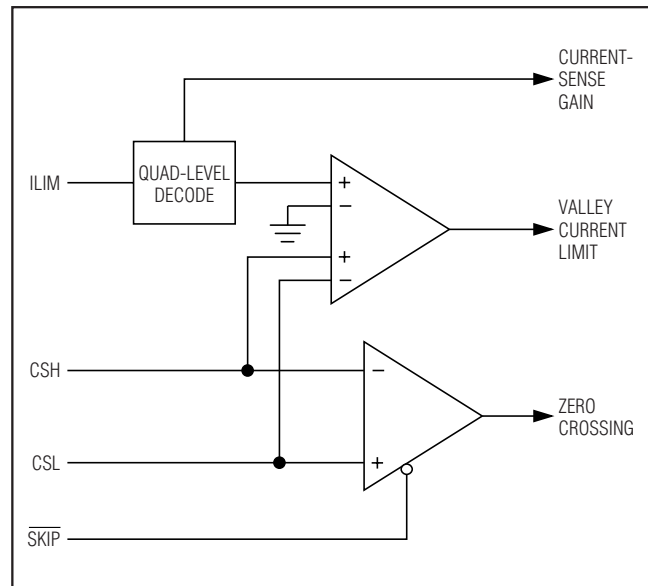 CURRENT-
SENSE
GAIN
ILIM
QUAD-LEVEL
DECODE
+
−
+
−
VALLEY
CURRENT
LIMIT
CSH
−
ZERO
CROSSING
CSL
+
SKIP